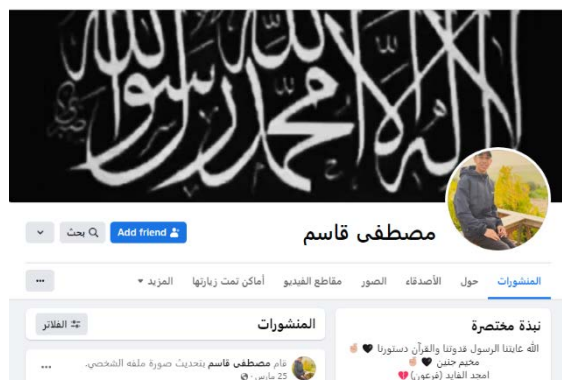 لا إله إلا الله محمد رسول الله
مصطفى قاسم
Add friend
بحث
المنشورات
حول
الأصدقاء
الصور
مقاطع الفيديو
أماكن تمت زيارتها
المزيد
نبذة مختصرة
الله غايتنا الرسول قدوتنا والقرآن دستورنا 🖤 ☝🏼
مخيم جنين 🖤 ☝🏼
امجد الفايد (قرعون) 💔
المنشورات
الفلاتر
قام مصطفى قاسم بتحديث صورة ملفه الشخصي.
25 مارس ·